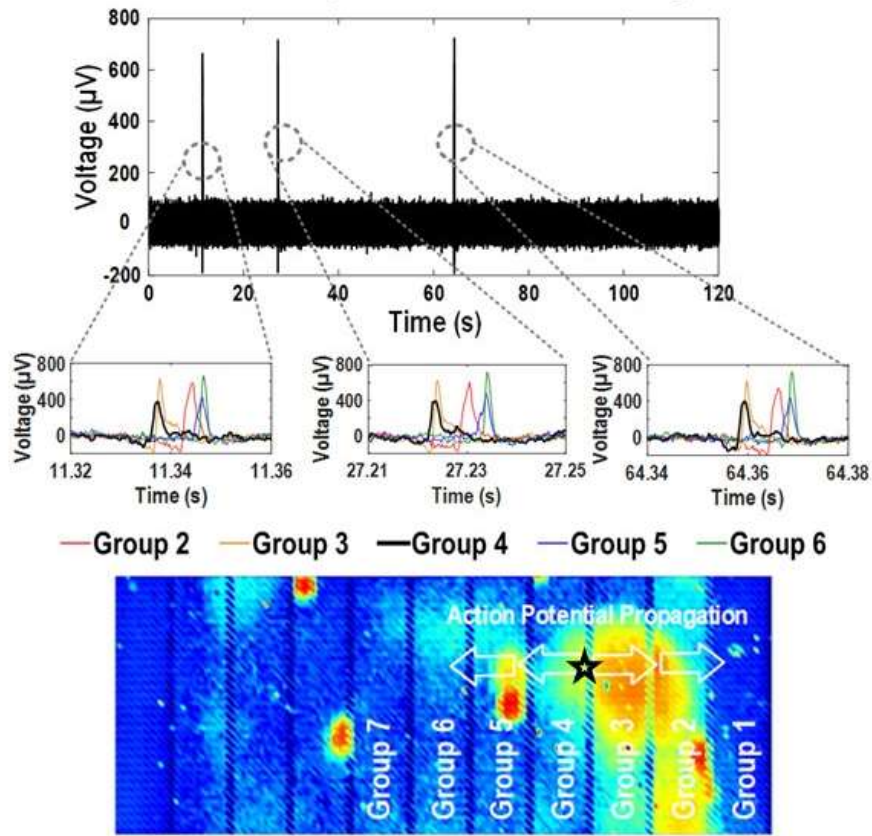 800
600
400
200
0
-200
Voltage (µV)
0 20 40 60 80 100 120
Time (s)
800
400
0
Voltage (µV)
11.32 11.34 11.36
Time (s)
800
400
0
Voltage (µV)
27.21 27.23 27.25
Time (s)
800
400
0
Voltage (µV)
64.34 64.36 64.38
Time (s)
Group 2 Group 3 Group 4 Group 5 Group 6
Action Potential Propagation
Group 7
Group 6
Group 5
Group 4
Group 3
Group 2
Group 1